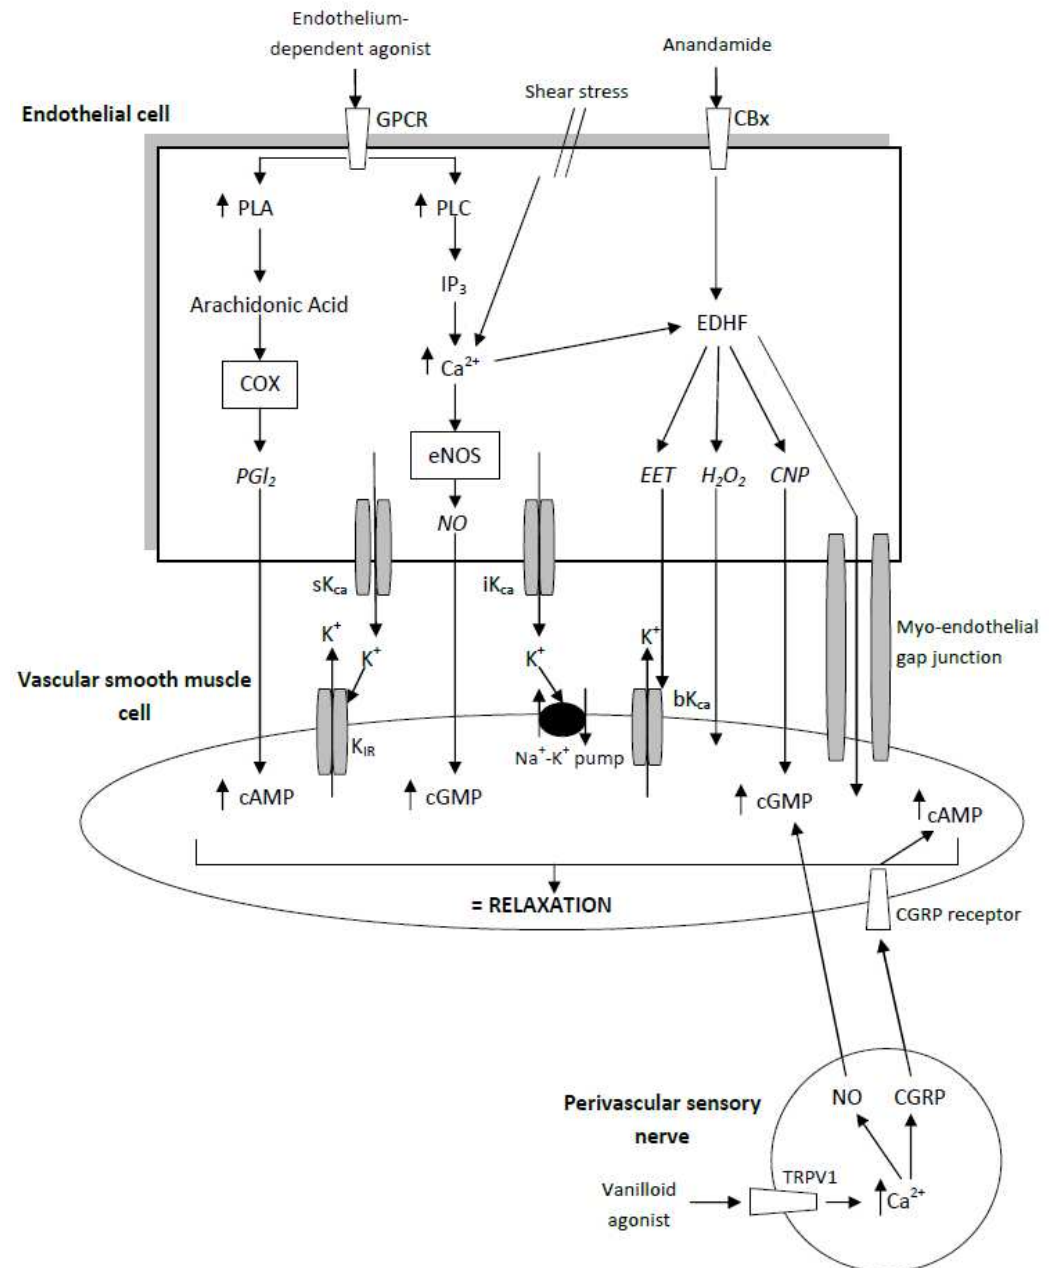 Endothelium-
dependent agonist
Anandamide
Shear stress
Endothelial cell
GPCR
CBx
PLA
PLC
IP₃
Arachidonic Acid
EDHF
Ca²⁺
COX
eNOS
PGI₂
EET
H₂O₂
CNP
NO
sKca
iKca
K⁺
K⁺
K⁺
K⁺
Myo-endothelial
gap junction
Vascular smooth muscle
cell
bKca
KIR
Na⁺-K⁺ pump
cAMP
cGMP
cGMP
cAMP
= RELAXATION
CGRP receptor
Perivascular sensory
nerve
NO
CGRP
TRPV1
Vanilloid
agonist
Ca²⁺